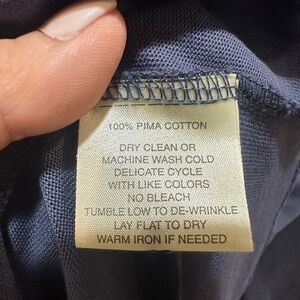 100% PIMA COTTON
DRY CLEAN OR
MACHINE WASH COLD
DELICATE CYCLE
WITH LIKE COLORS
NO BLEACH
TUMBLE LOW TO DE-WRINKLE
LAY FLAT TO DRY
WARM IRON IF NEEDED